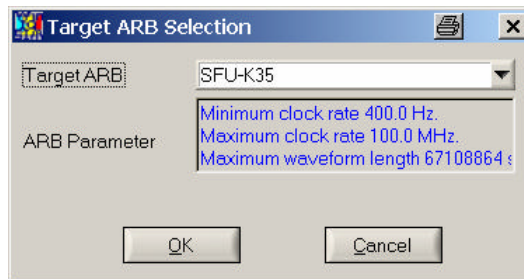 Target ARB Selection
Target ARB
SFU-K35
ARB Parameter
Minimum clock rate 400.0 Hz.
Maximum clock rate 100.0 MHz.
Maximum waveform length 67108864 s
OK
Cancel